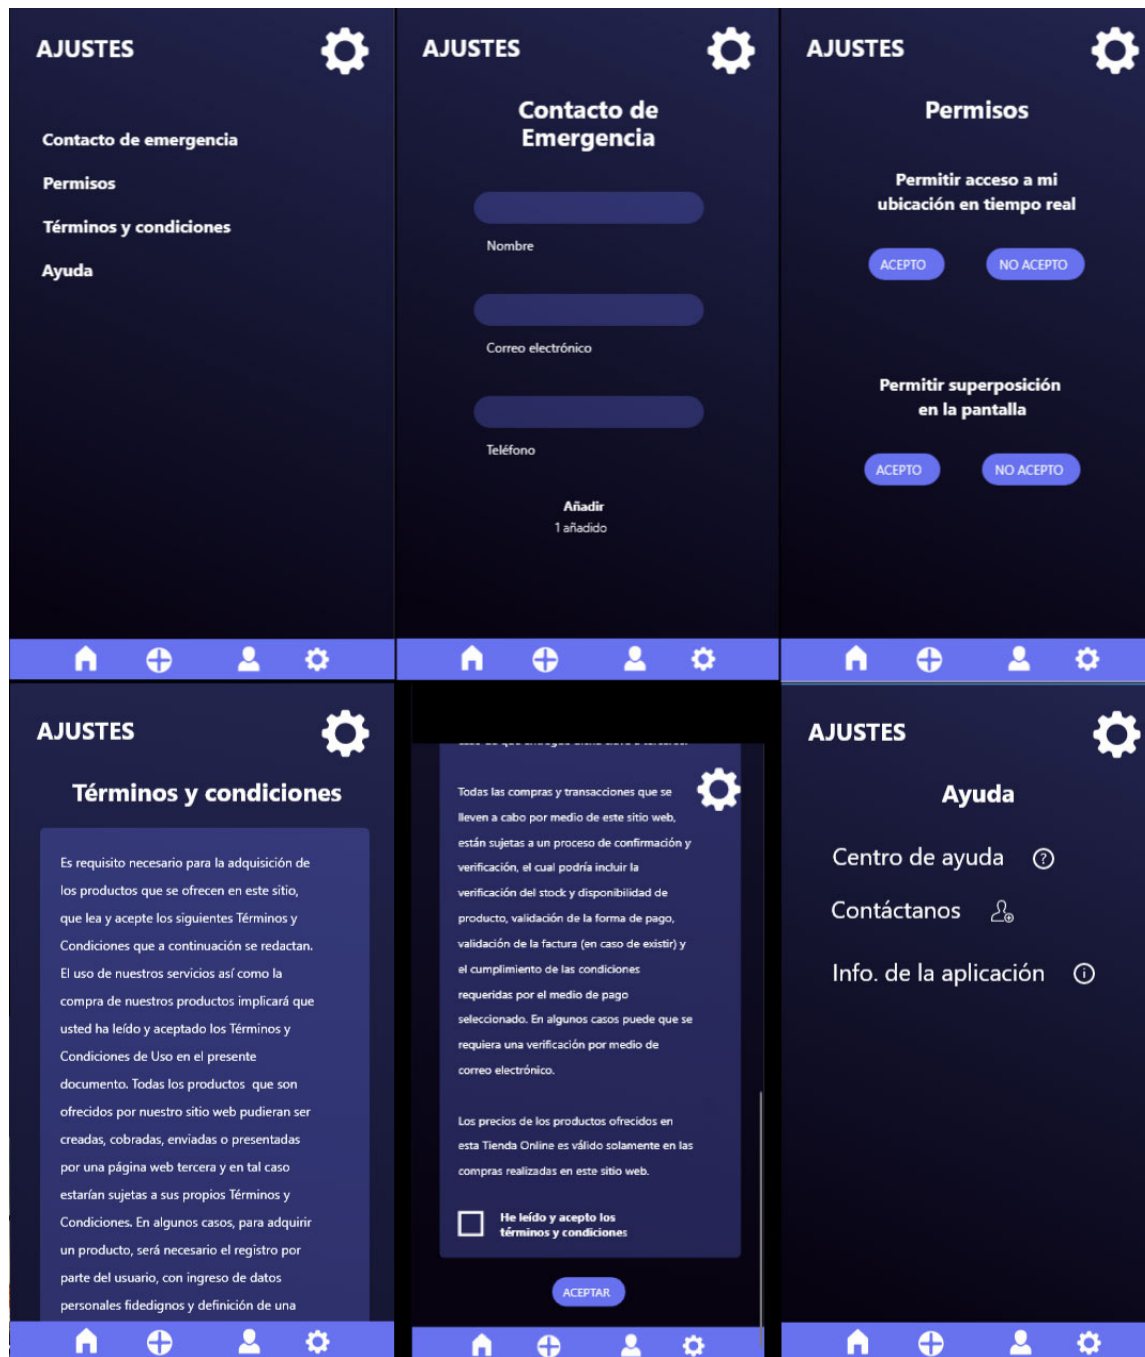 AJUSTES
Contacto de emergencia
Permisos
Términos y condiciones
Ayuda
AJUSTES
Contacto de
Emergencia
Nombre
Correo electrónico
Teléfono
Añadir
1 añadido
AJUSTES
Permisos
Permitir acceso a mi
ubicación en tiempo real
ACEPTO NO ACEPTO
Permitir superposición
en la pantalla
ACEPTO NO ACEPTO
AJUSTES
Términos y condiciones
Es requisito necesario para la adquisición de
los productos que se ofrecen en este sitio,
que lea y acepte los siguientes Términos y
Condiciones que a continuación se redactan.
El uso de nuestros servicios así como la
compra de nuestros productos implicará que
usted ha leído y aceptado los Términos y
Condiciones de Uso en el presente
documento. Todas los productos que son
ofrecidos por nuestro sitio web pudieran ser
creadas, cobradas, enviadas o presentadas
por una página web tercera y en tal caso
estarían sujetas a sus propios Términos y
Condiciones. En algunos casos, para adquirir
un producto, será necesario el registro por
parte del usuario, con ingreso de datos
personales fidedignos y definición de una
Todas las compras y transacciones que se
lleven a cabo por medio de este sitio web,
están sujetas a un proceso de confirmación y
verificación, el cual podría incluir la
verificación del stock y disponibilidad de
producto, validación de la forma de pago,
validación de la factura (en caso de existir) y
el cumplimiento de las condiciones
requeridas por el medio de pago
seleccionado. En algunos casos puede que se
requiera una verificación por medio de
correo electrónico.
Los precios de los productos ofrecidos en
esta Tienda Online es válido solamente en las
compras realizadas en este sitio web.
He leído y acepto los
términos y condiciones
ACEPTAR
AJUSTES
Ayuda
Centro de ayuda
Contáctanos
Info. de la aplicación